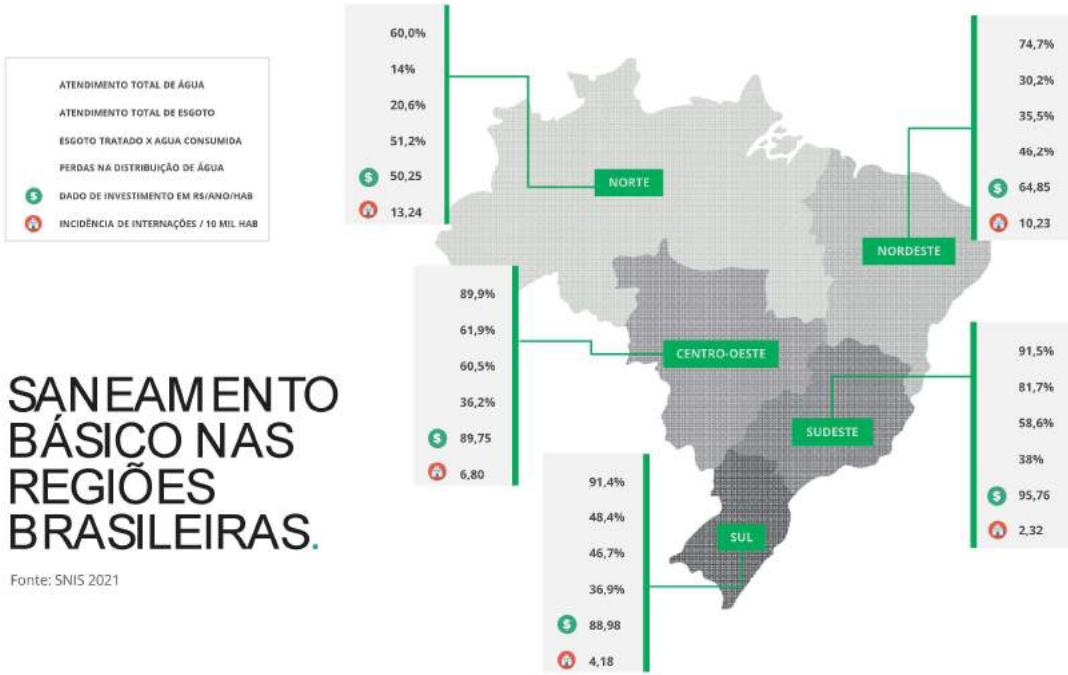 ATENDIMENTO TOTAL DE ÁGUA
ATENDIMENTO TOTAL DE ESGOTO
ESGOTO TRATADO X AGUA CONSUMIDA
PERDAS NA DISTRIBUIÇÃO DE ÁGUA
$ DADO DE INVESTIMENTO EM R$/ANO/HAB
INCIDÊNCIA DE INTERNAÇÕES / 10 MIL HAB
SANEAMENTO
BÁSICO NAS
REGIÕES
BRASILEIRAS.
Fonte: SNIS 2021
60,0%
14%
20,6%
51,2%
$ 50,25
13,24
NORTE
74,7%
30,2%
35,5%
46,2%
$ 64,85
10,23
NORDESTE
89,9%
61,9%
60,5%
36,2%
$ 89,75
6,80
CENTRO-OESTE
91,5%
81,7%
58,6%
38%
$ 95,76
2,32
SUDESTE
91,4%
48,4%
46,7%
36,9%
$ 88,98
4,18
SUL